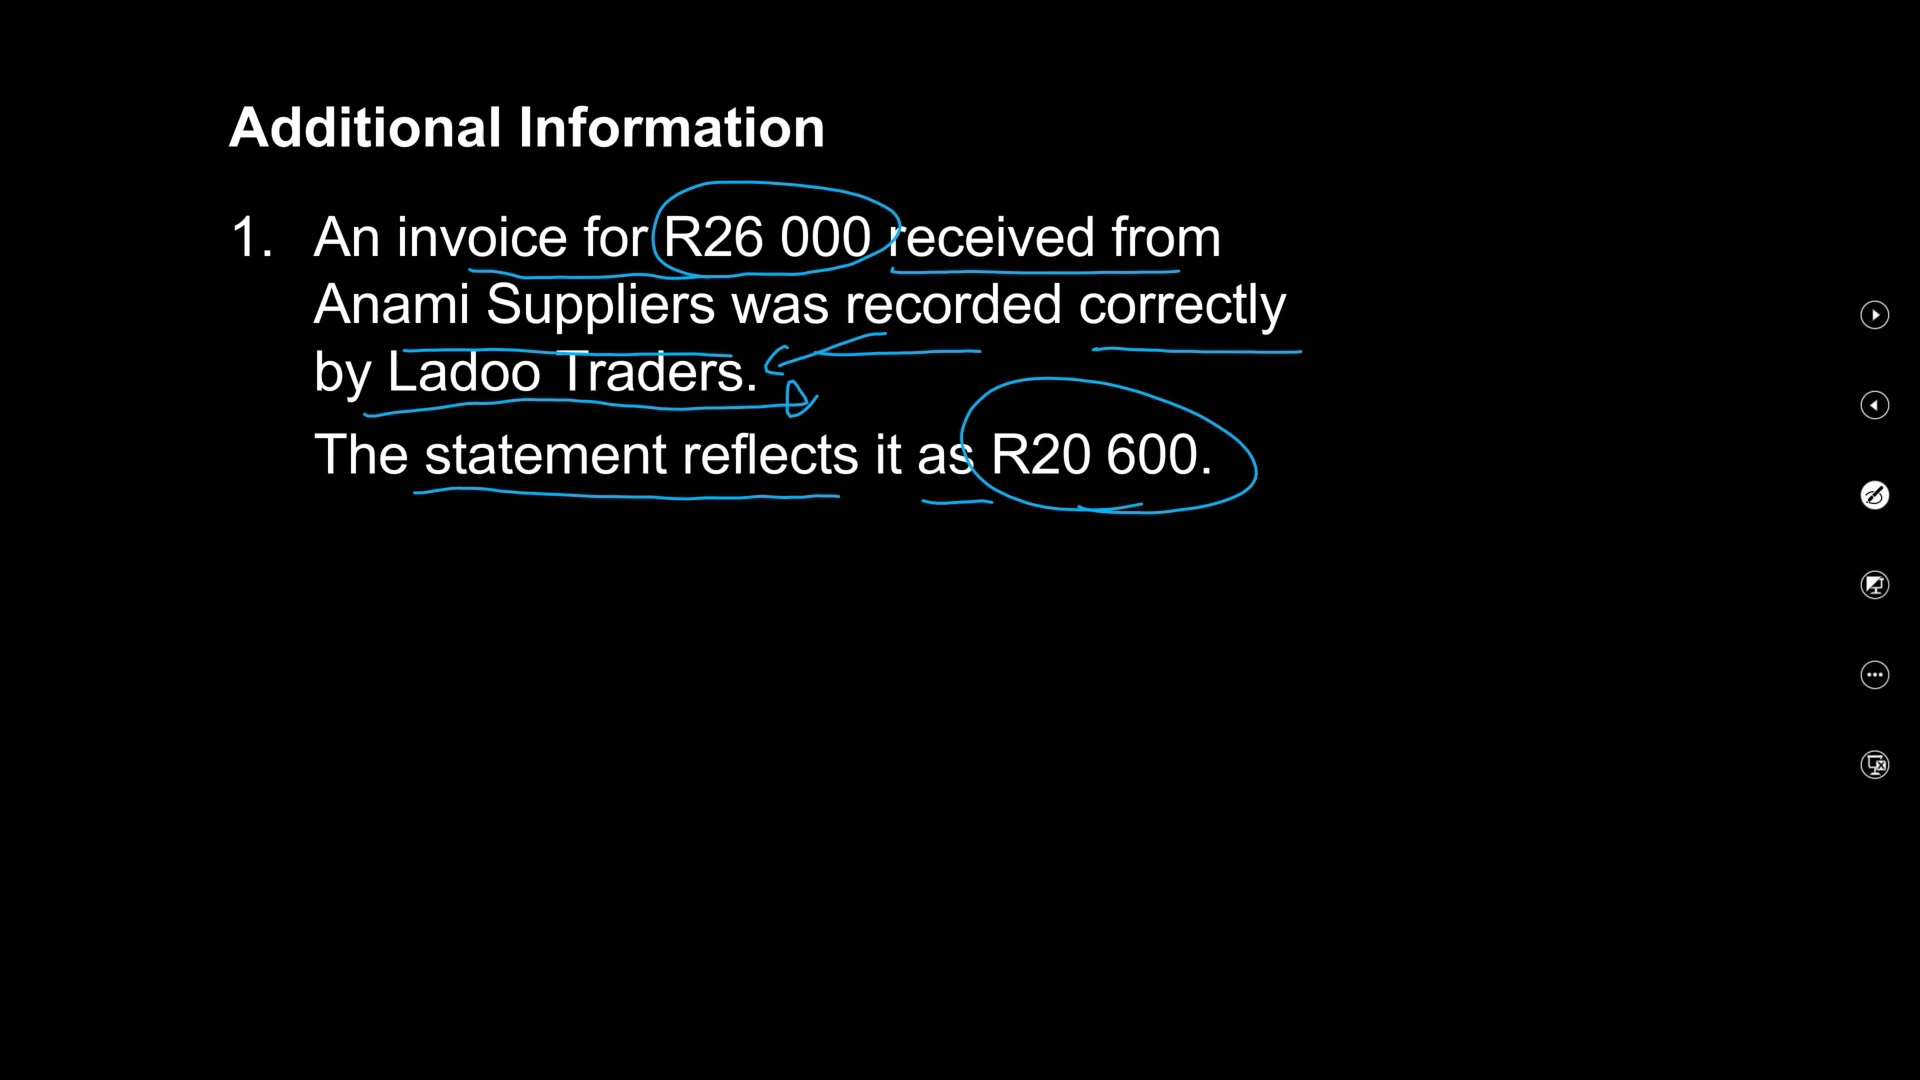 Additional Information
1. An invoice for R26 000 received from
Anami Suppliers was recorded correctly
by Ladoo Traders.
The statement reflects it as R20 600.